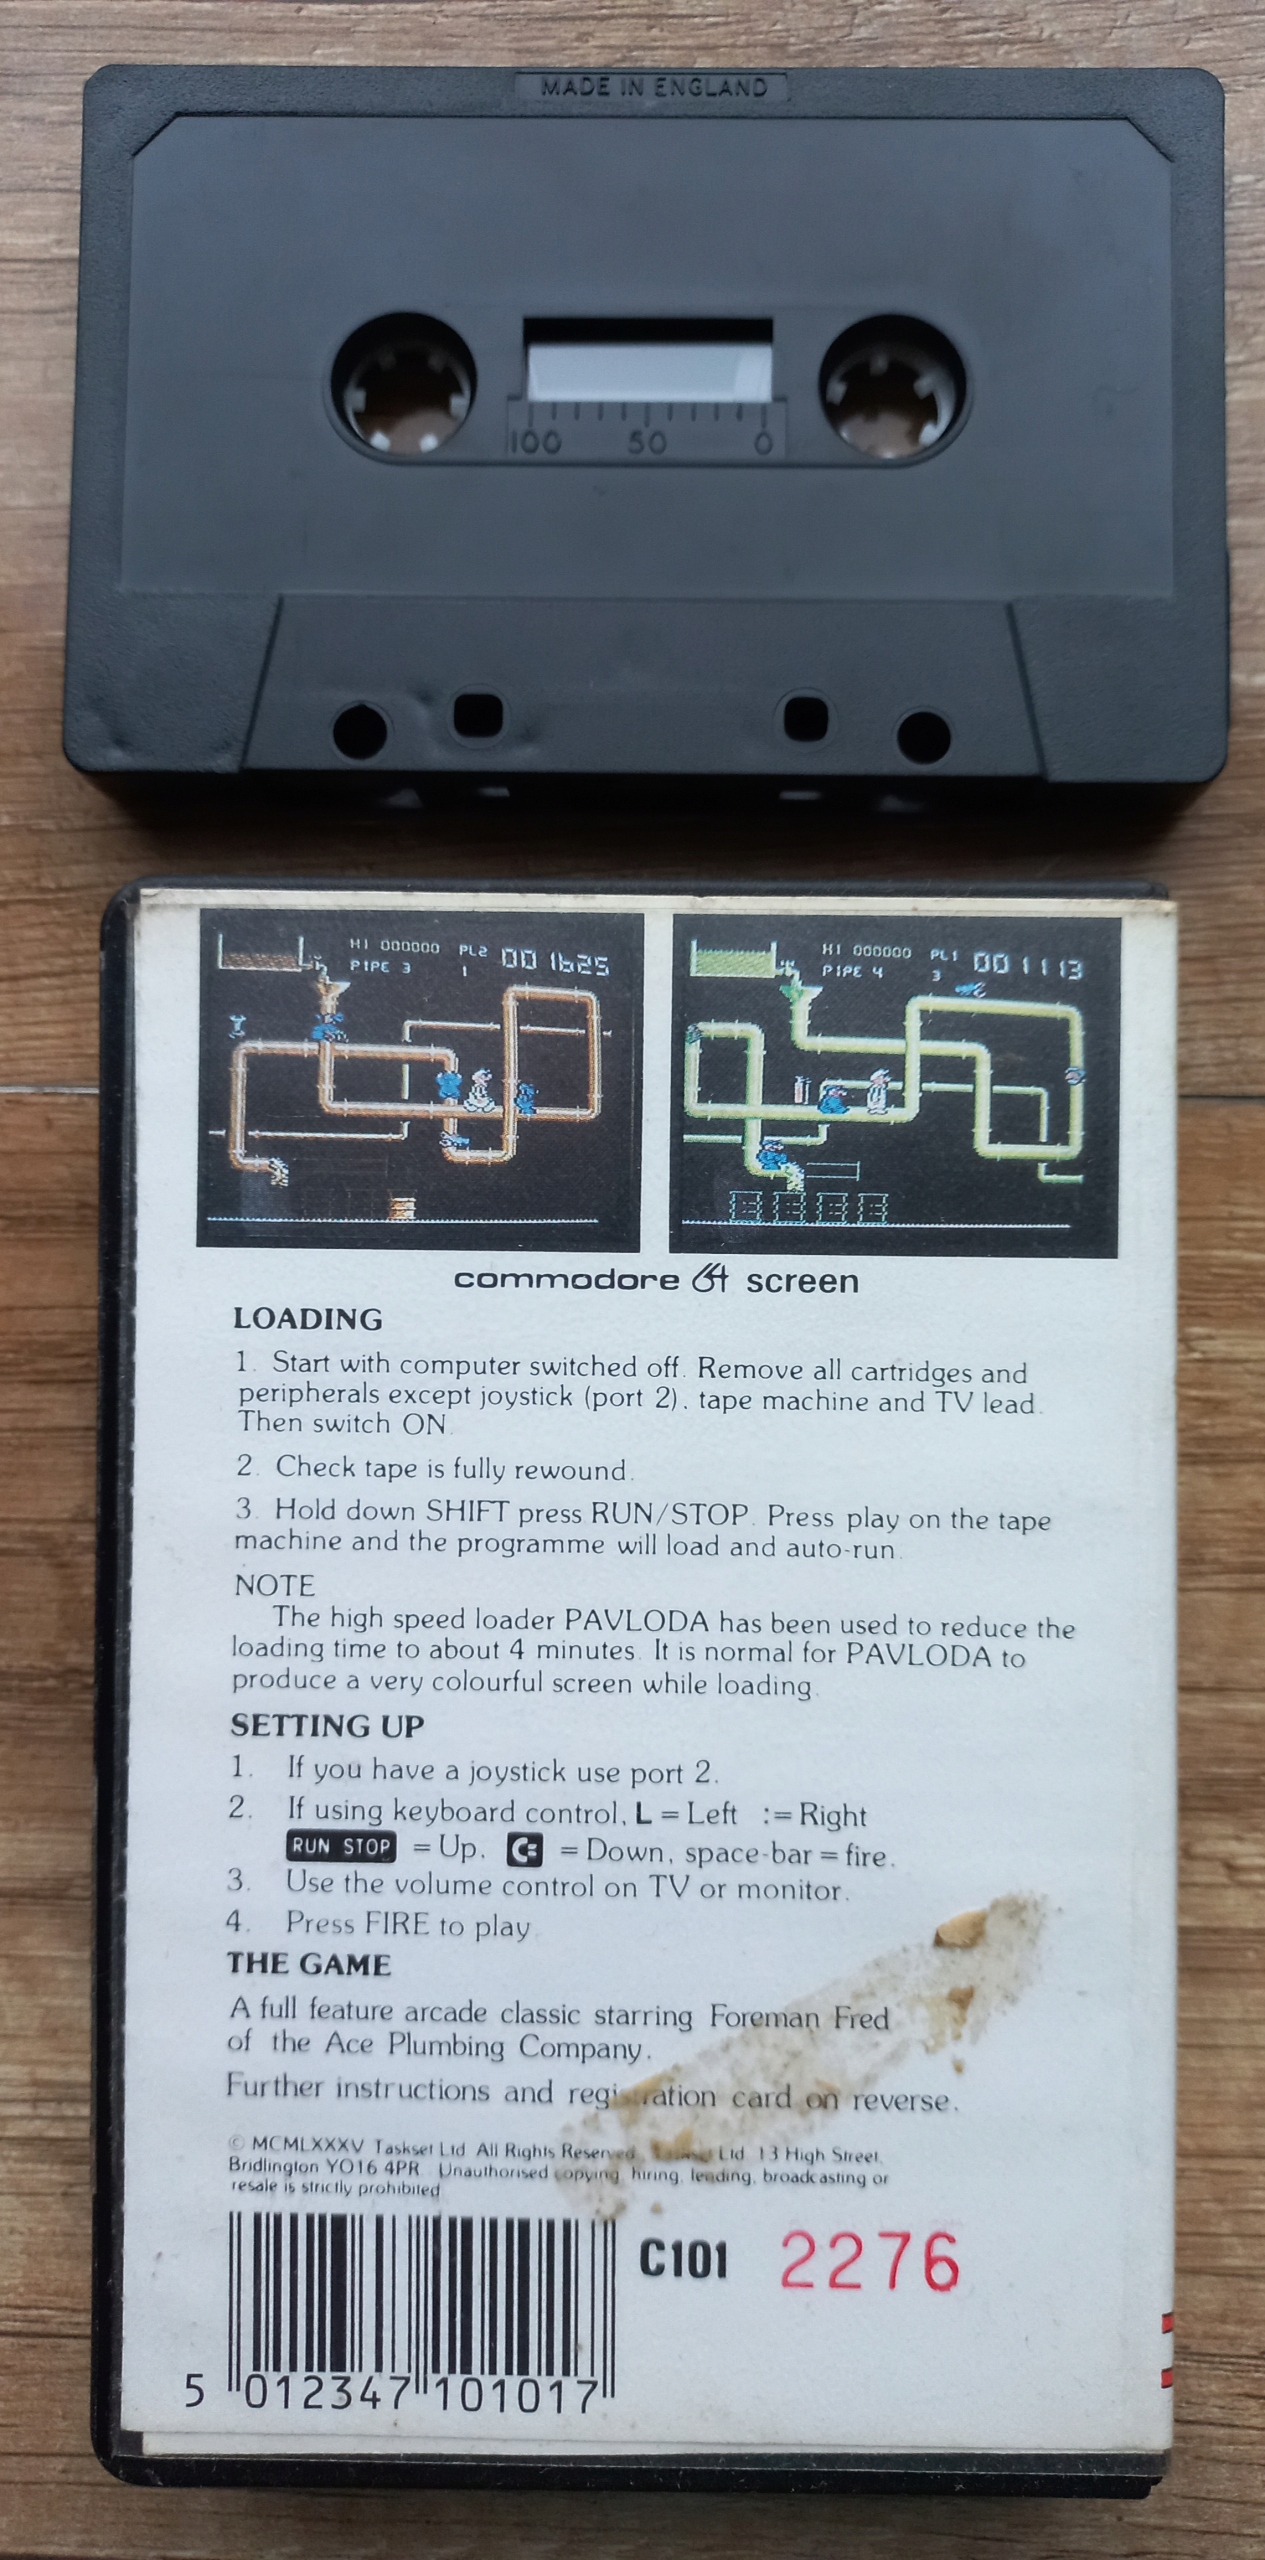 MADE IN ENGLAND
100 50 0
HI 000000 PL2 001625
PIPE 3 1
HI 000000 PL1 001113
PIPE 4 3
commodore 64 screen
LOADING
1. Start with computer switched off. Remove all cartridges and
peripherals except joystick (port 2), tape machine and TV lead.
Then switch ON.
2. Check tape is fully rewound.
3. Hold down SHIFT press RUN/STOP. Press play on the tape
machine and the programme will load and auto-run.
NOTE
The high speed loader PAVLODA has been used to reduce the
loading time to about 4 minutes. It is normal for PAVLODA to
produce a very colourful screen while loading.
SETTING UP
1. If you have a joystick use port 2.
2. If using keyboard control, L = Left := Right
RUN STOP = Up. C= = Down, space-bar = fire.
3. Use the volume control on TV or monitor.
4. Press FIRE to play
THE GAME
A full feature arcade classic starring Foreman Fred
of the Ace Plumbing Company.
Further instructions and registration card on reverse.
© MCMLXXXV Taskset Ltd All Rights Reserved. Taskset Ltd 13 High Street,
Bridlington YO16 4PR Unauthorised copying, hiring, lending, broadcasting or
resale is strictly prohibited
C101 2276
5 012347 101017